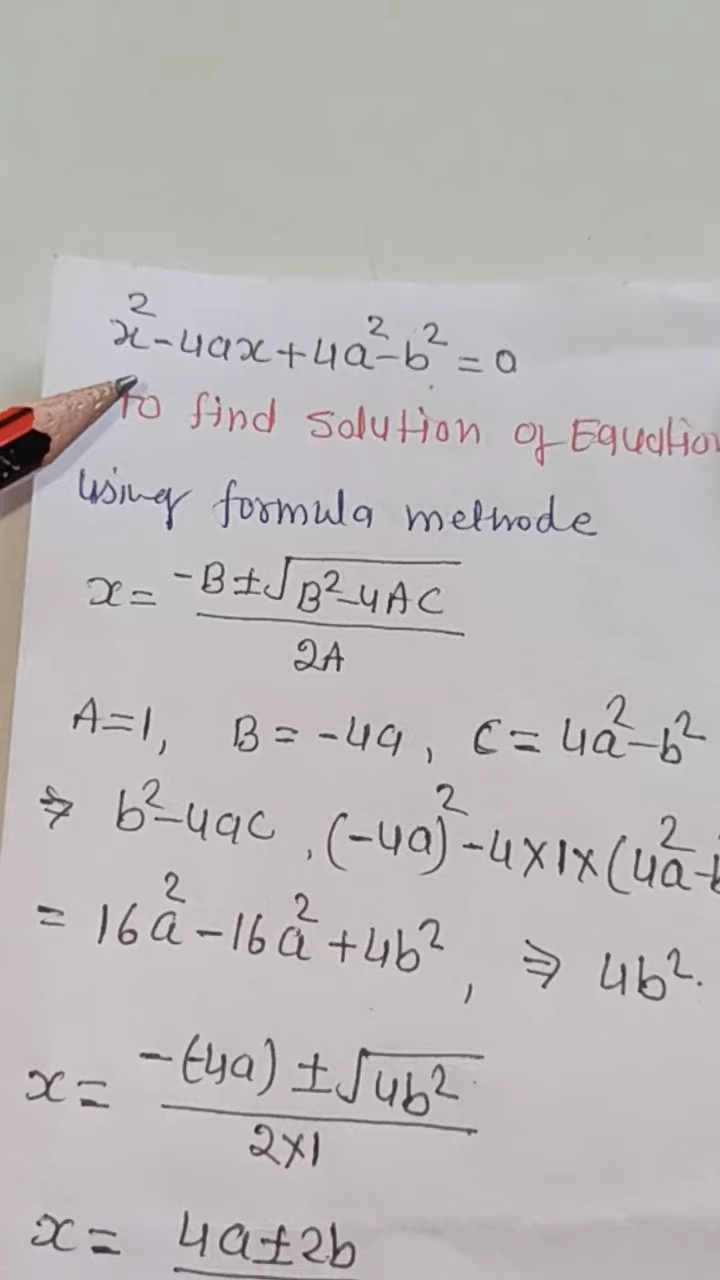 x²-4ax+4a²-b²=0
To find solution of Equation
using formula methode
x= -B±√B²-4AC / 2A
A=1, B=-4a, C=4a²-b²
⇒ b²-4ac, (-4a)²-4×1×(4a²-b
= 16a²-16a²+4b², ⇒ 4b².
x= -(-4a)±√4b² / 2×1
x= 4a±2b